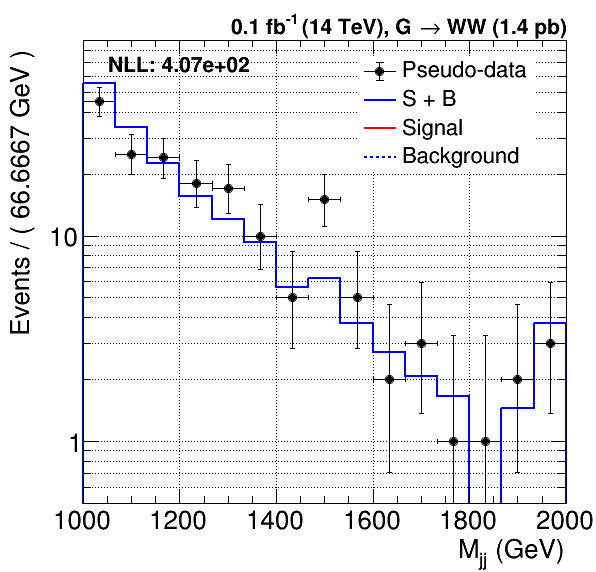 0.1 fb⁻¹ (14 TeV), G → WW (1.4 pb)
NLL: 4.07e+02
Pseudo-data
S + B
Signal
Background
Events / ( 66.6667 GeV )
10
1
1000 1200 1400 1600 1800 2000
Mjj (GeV)